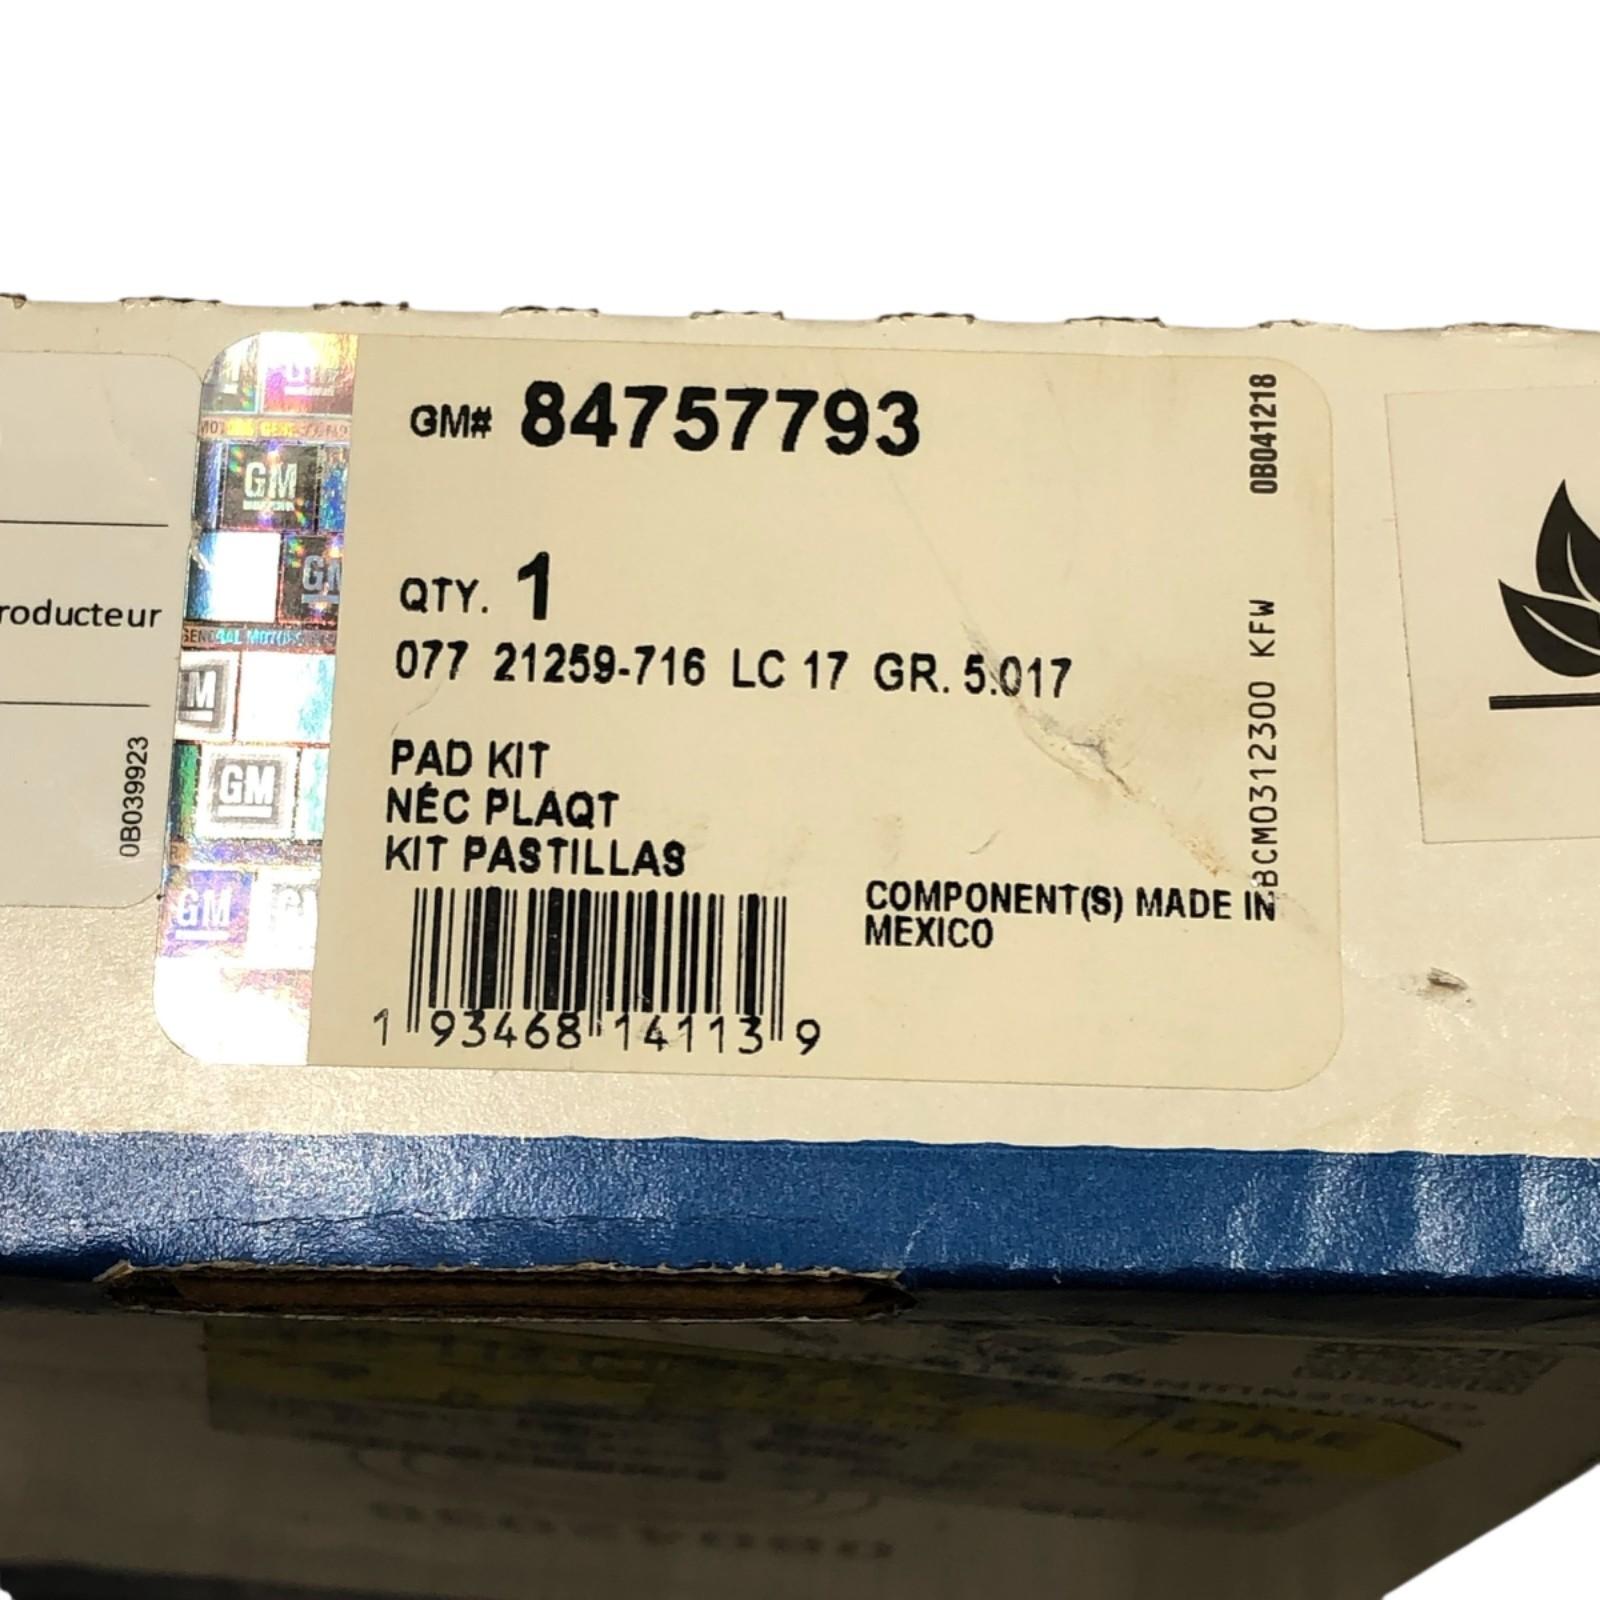 GM# 84757793
QTY. 1
077 21259-716 LC 17 GR. 5.017
PAD KIT
NÉC PLAQT
KIT PASTILLAS
COMPONENT(S) MADE IN
MEXICO
1 93468 14113 9
0B041218
BCM0312300 KFW
roducteur
0B039923
GM
GM
GM
GM